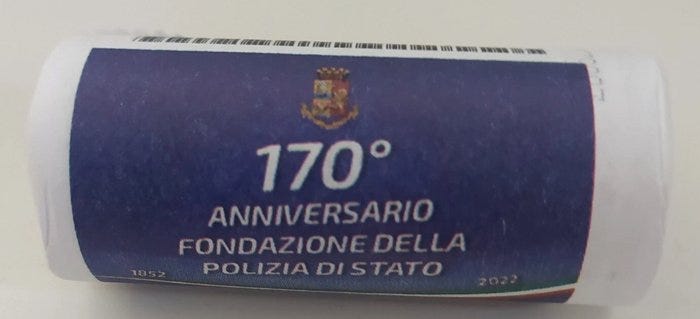 170°
ANNIVERSARIO
FONDAZIONE DELLA
POLIZIA DI STATO
1852 2022